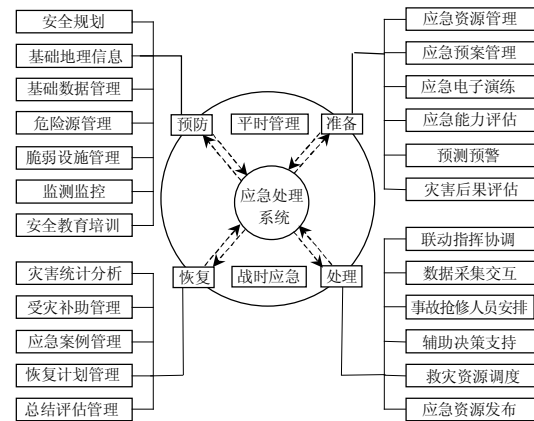 安全规划
基础地理信息
基础数据管理
危险源管理
脆弱设施管理
监测监控
安全教育培训
应急资源管理
应急预案管理
应急电子演练
应急能力评估
预测预警
灾害后果评估
预防
平时管理
准备
应急处理
系统
恢复
战时应急
处理
灾害统计分析
受灾补助管理
应急案例管理
恢复计划管理
总结评估管理
联动指挥协调
数据采集交互
事故抢修人员安排
辅助决策支持
救灾资源调度
应急资源发布